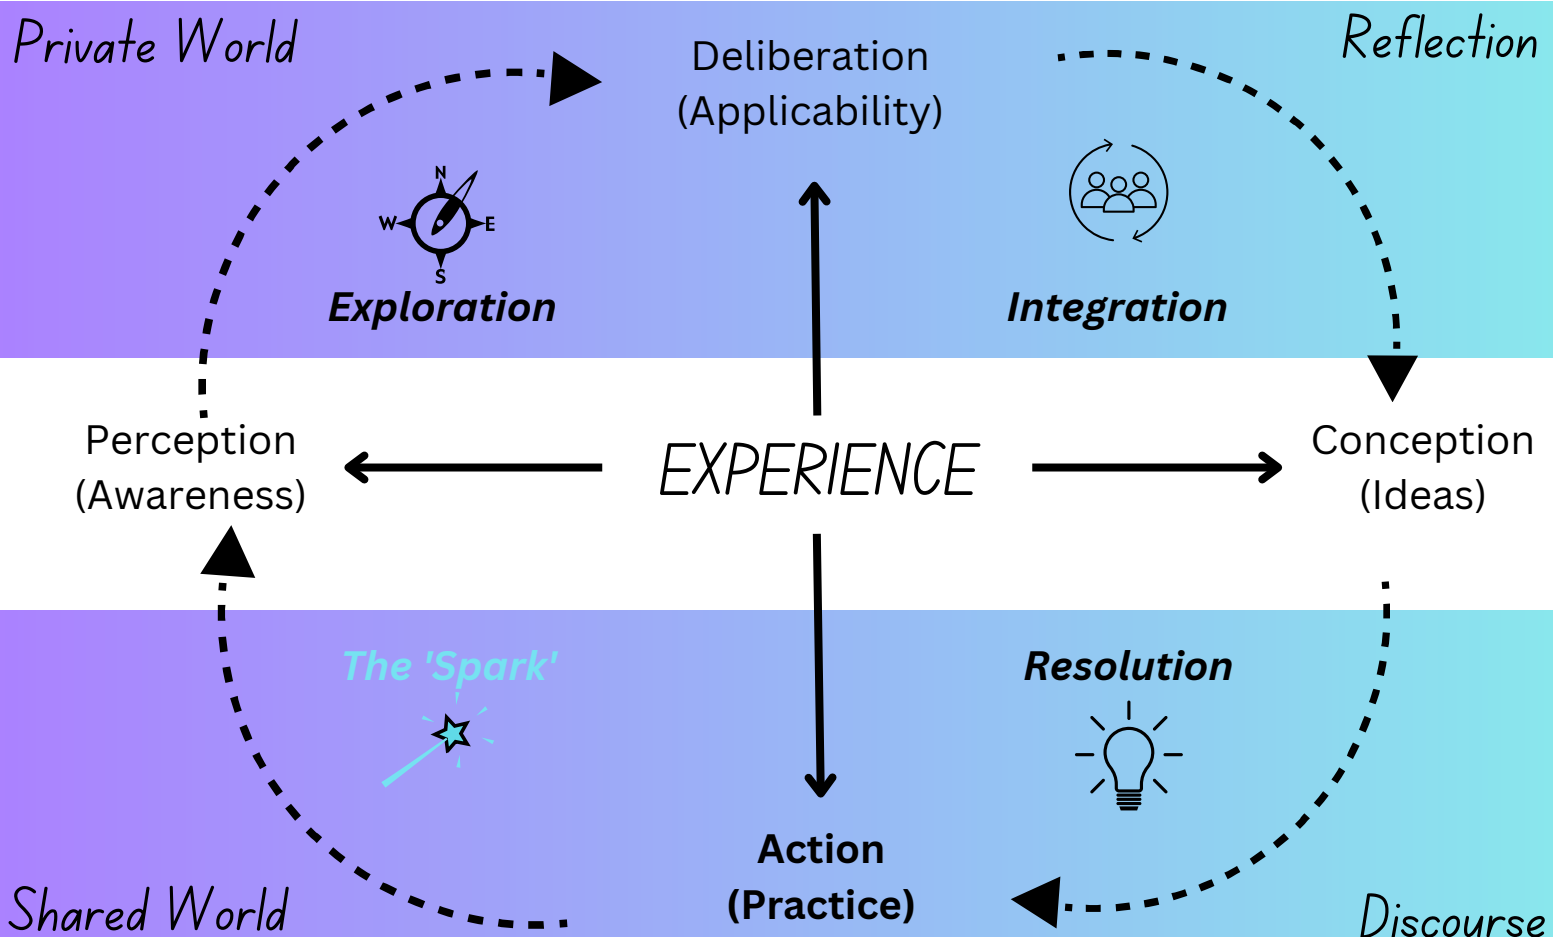 Private World
Deliberation
(Applicability)
Reflection
N
W E
S
Exploration
Integration
Perception
(Awareness)
EXPERIENCE
Conception
(Ideas)
The 'Spark'
Resolution
Action
(Practice)
Shared World
Discourse